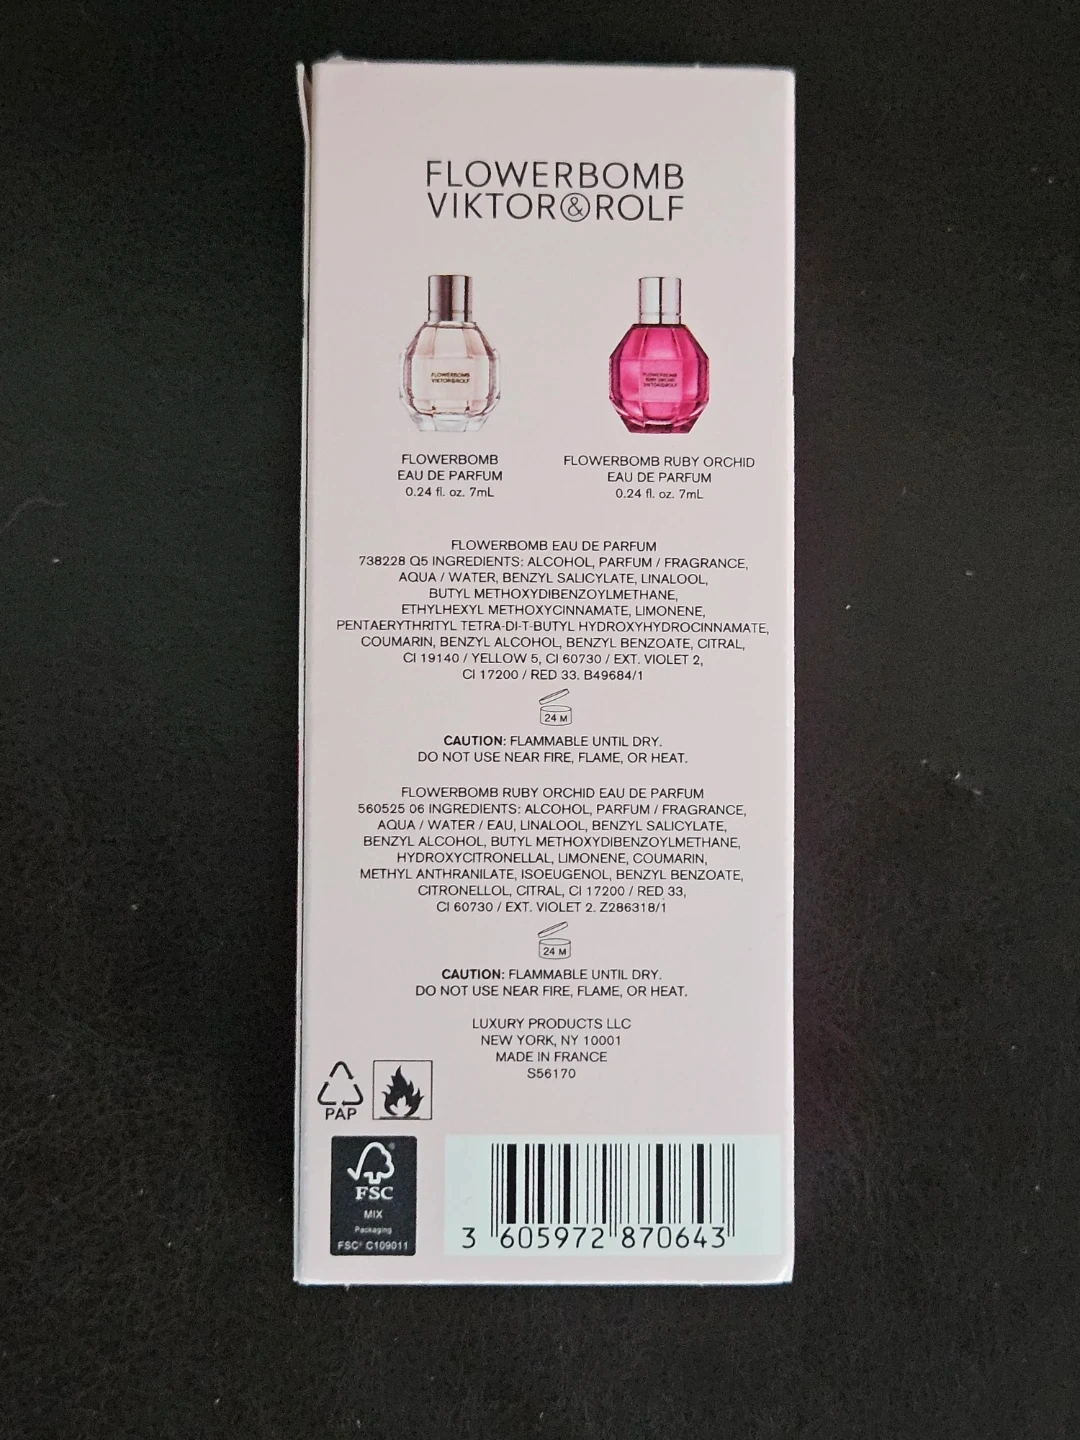 FLOWERBOMB
VIKTOR&ROLF
FLOWERBOMB
VIKTOR&ROLF
FLOWERBOMB
RUBY ORCHID
VIKTOR&ROLF
FLOWERBOMB
EAU DE PARFUM
0.24 fl. oz. 7mL
FLOWERBOMB RUBY ORCHID
EAU DE PARFUM
0.24 fl. oz. 7mL
FLOWERBOMB EAU DE PARFUM
738228 Q5 INGREDIENTS: ALCOHOL, PARFUM / FRAGRANCE,
AQUA / WATER, BENZYL SALICYLATE, LINALOOL,
BUTYL METHOXYDIBENZOYLMETHANE,
ETHYLHEXYL METHOXYCINNAMATE, LIMONENE,
PENTAERYTHRITYL TETRA-DI-T-BUTYL HYDROXYHYDROCINNAMATE,
COUMARIN, BENZYL ALCOHOL, BENZYL BENZOATE, CITRAL,
CI 19140 / YELLOW 5, CI 60730 / EXT. VIOLET 2,
CI 17200 / RED 33. B49684/1
24 M
CAUTION: FLAMMABLE UNTIL DRY.
DO NOT USE NEAR FIRE, FLAME, OR HEAT.
FLOWERBOMB RUBY ORCHID EAU DE PARFUM
560525 06 INGREDIENTS: ALCOHOL, PARFUM / FRAGRANCE,
AQUA / WATER / EAU, LINALOOL, BENZYL SALICYLATE,
BENZYL ALCOHOL, BUTYL METHOXYDIBENZOYLMETHANE,
HYDROXYCITRONELLAL, LIMONENE, COUMARIN,
METHYL ANTHRANILATE, ISOEUGENOL, BENZYL BENZOATE,
CITRONELLOL, CITRAL, CI 17200 / RED 33,
CI 60730 / EXT. VIOLET 2. Z286318/1
24 M
CAUTION: FLAMMABLE UNTIL DRY.
DO NOT USE NEAR FIRE, FLAME, OR HEAT.
LUXURY PRODUCTS LLC
NEW YORK, NY 10001
MADE IN FRANCE
S56170
PAP
FSC
MIX
Packaging
FSC® C109011
3 605972 870643